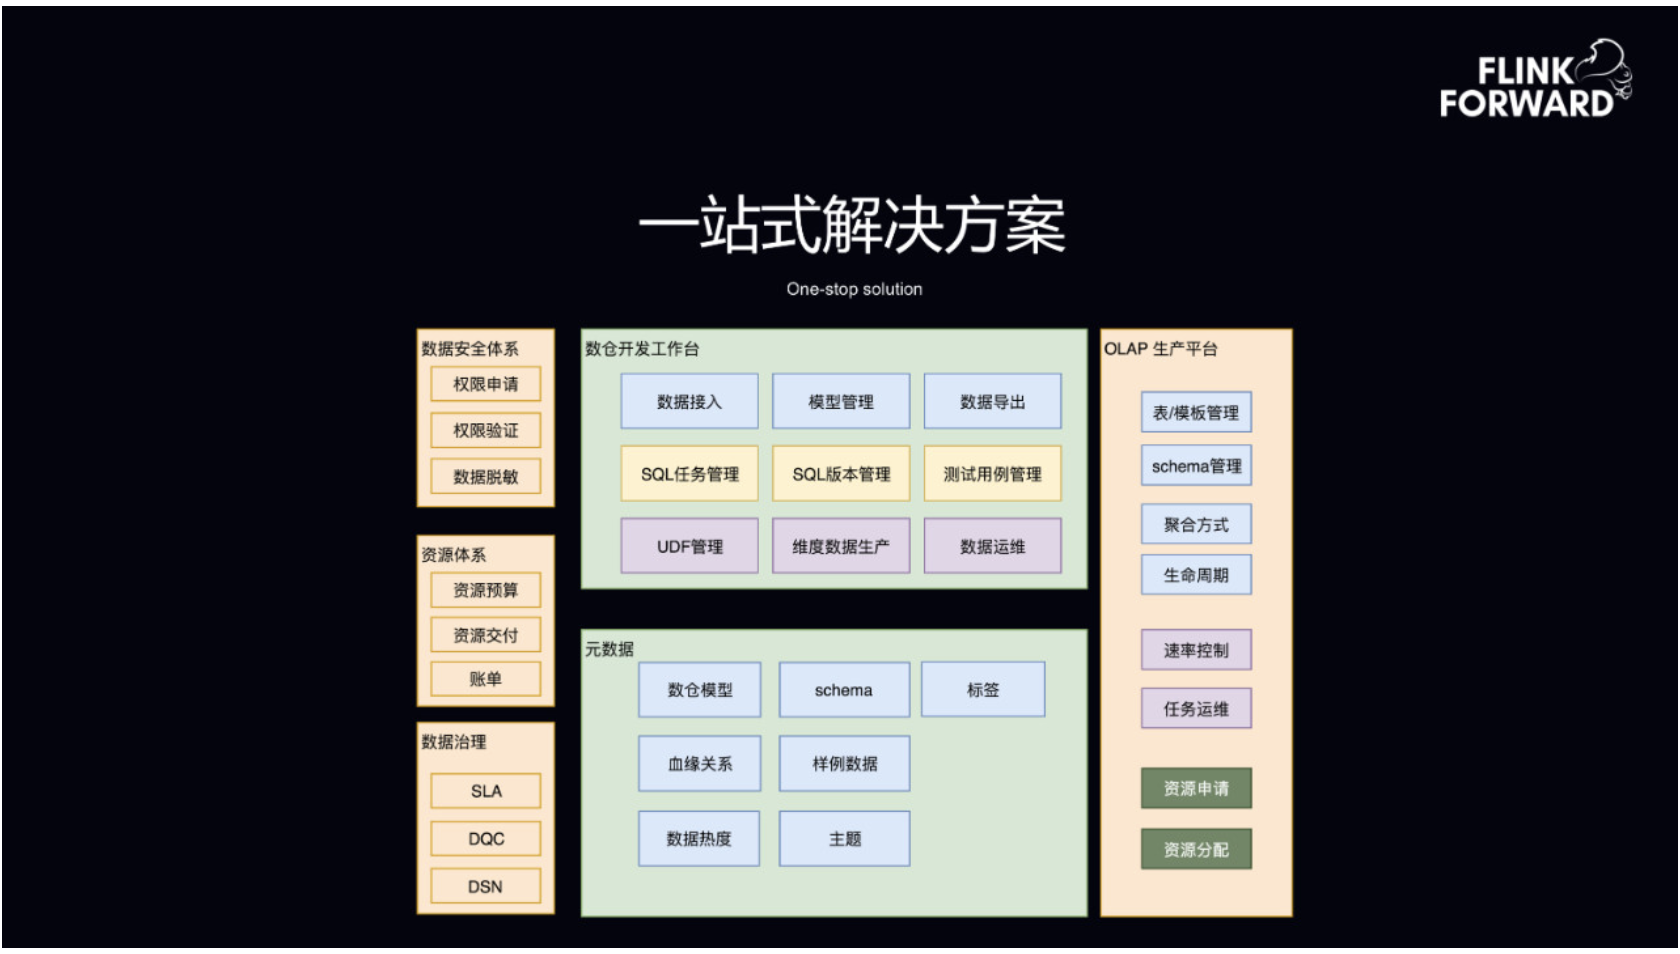 FLINK
FORWARD
一站式解决方案
One-stop solution
数据安全体系
权限申请
权限验证
数据脱敏
资源体系
资源预算
资源交付
账单
数据治理
SLA
DQC
DSN
数仓开发工作台
数据接入
模型管理
数据导出
SQL任务管理
SQL版本管理
测试用例管理
UDF管理
维度数据生产
数据运维
元数据
数仓模型
schema
标签
血缘关系
样例数据
数据热度
主题
OLAP 生产平台
表/模板管理
schema管理
聚合方式
生命周期
速率控制
任务运维
资源申请
资源分配